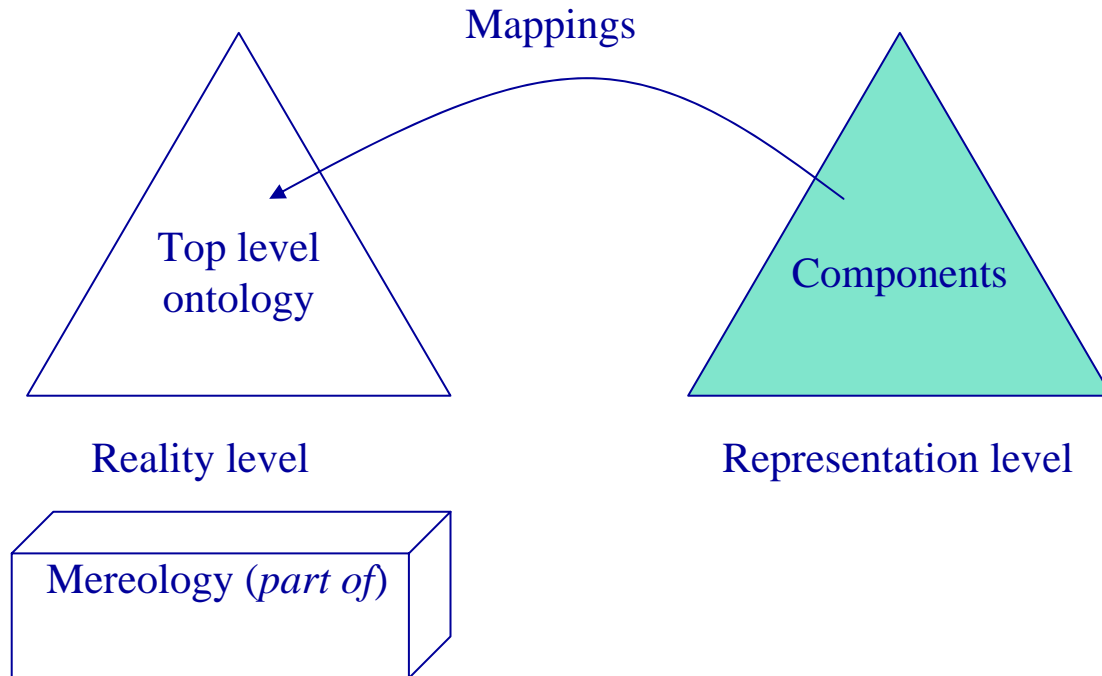 Mappings
Top level
ontology
Components
Reality level
Representation level
Mereology (part of)